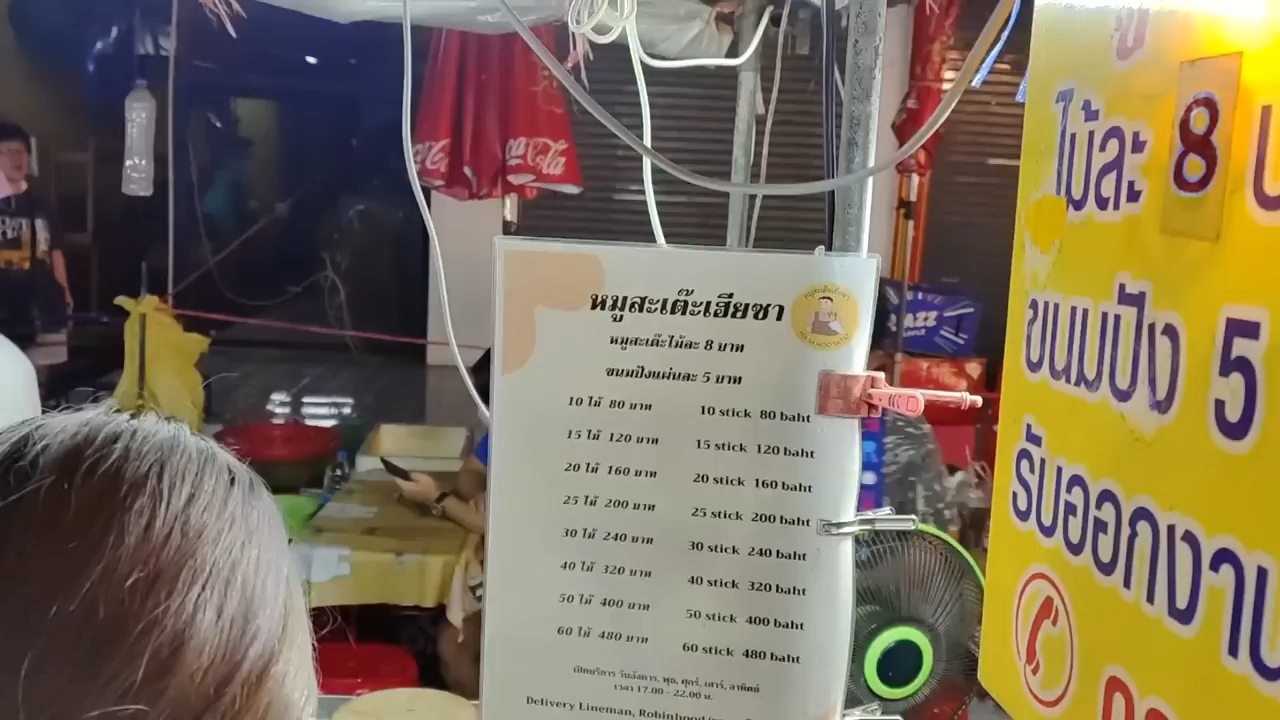 Coca-Cola
หมูสะเต๊ะเฮียซา
หมูสะเต๊ะไม้ละ 8 บาท
ขนมปังแผ่นละ 5 บาท
10 ไม้ 80 บาท 10 stick 80 baht
15 ไม้ 120 บาท 15 stick 120 baht
20 ไม้ 160 บาท 20 stick 160 baht
25 ไม้ 200 บาท 25 stick 200 baht
30 ไม้ 240 บาท 30 stick 240 baht
40 ไม้ 320 บาท 40 stick 320 baht
50 ไม้ 400 บาท 50 stick 400 baht
60 ไม้ 480 บาท 60 stick 480 baht
เปิดบริการ วันอังคาร, พุธ, ศุกร์, เสาร์, อาทิตย์
เวลา 17.00 - 22.00 น.
Delivery Lineman, Robinhood
ไม้ละ 8
ขนมปัง 5
รับออกงาน